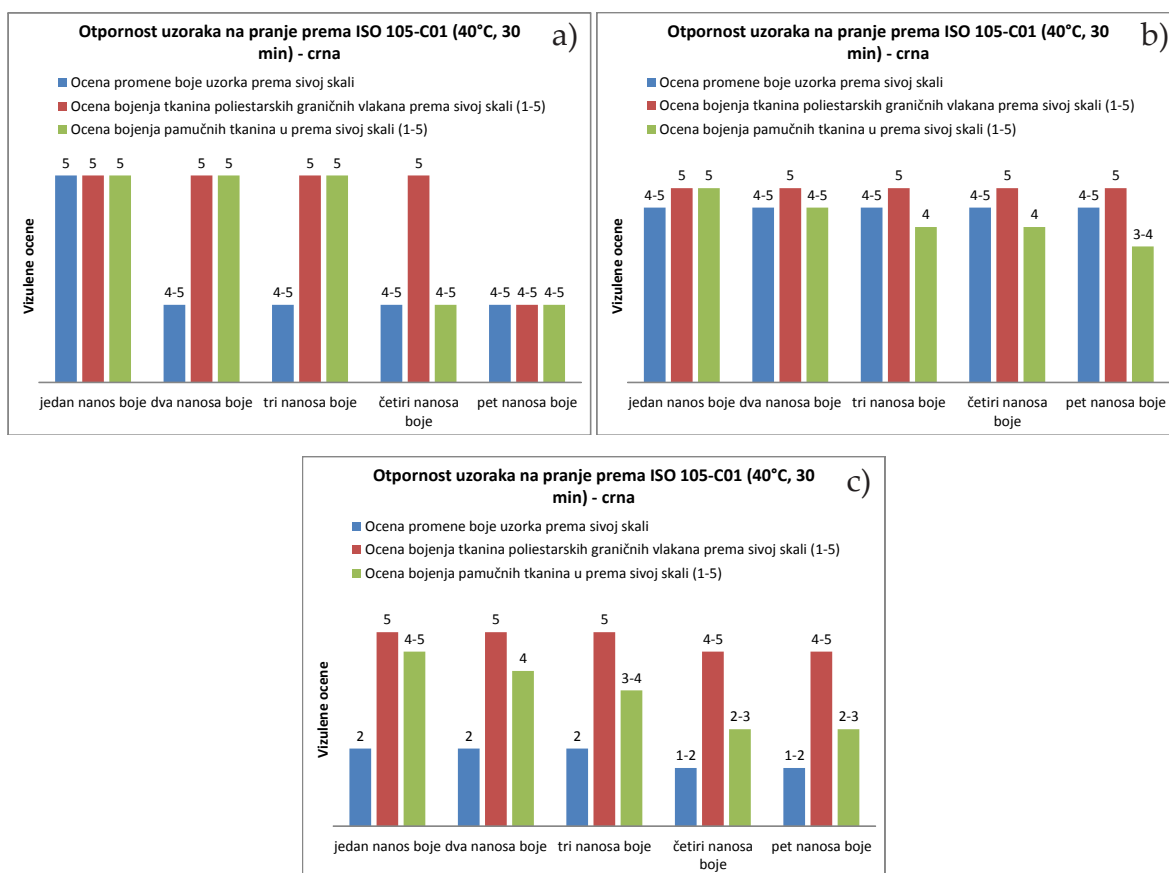 Otpornost uzoraka na pranje prema ISO 105-C01 (40°C, 30
min) - crna
a)
Ocena promene boje uzorka prema sivoj skali
Ocena bojenja tkanina poliestarskih graničnih vlakana prema sivoj skali (1-5)
Ocena bojenja pamučnih tkanina u prema sivoj skali (1-5)
Vizulene ocene
5 5 5 5 5 5 5 5
4-5 4-5 4-5 4-5 4-5 4-5 4-5
jedan nanos boje dva nanosa boje tri nanosa boje četiri nanosa pet nanosa boje
boje
Otpornost uzoraka na pranje prema ISO 105-C01 (40°C, 30
min) - crna
b)
Ocena promene boje uzorka prema sivoj skali
Ocena bojenja tkanina poliestarskih graničnih vlakana prema sivoj skali (1-5)
Ocena bojenja pamučnih tkanina u prema sivoj skali (1-5)
Vizulene ocene
5 5 5 5 5 5
4-5 4-5 4-5 4-5 4-5 4-5
4 4
3-4
jedan nanos boje dva nanosa boje tri nanosa boje četiri nanosa pet nanosa boje
boje
Otpornost uzoraka na pranje prema ISO 105-C01 (40°C, 30
min) - crna
c)
Ocena promene boje uzorka prema sivoj skali
Ocena bojenja tkanina poliestarskih graničnih vlakana prema sivoj skali (1-5)
Ocena bojenja pamučnih tkanina u prema sivoj skali (1-5)
Vizulene ocene
5 5 5
4-5 4-5 4-5
4
3-4
2 2 2 2-3 2-3
1-2 1-2
jedan nanos boje dva nanosa boje tri nanosa boje četiri nanosa pet nanosa boje
boje